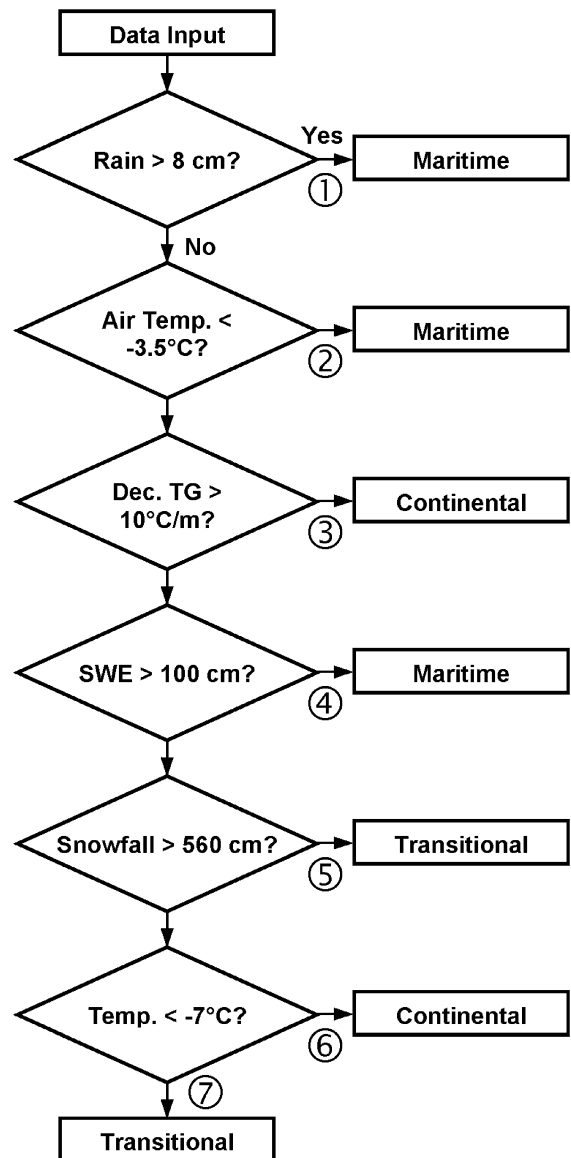 Data Input
Yes
Rain > 8 cm?
Maritime
①
No
Air Temp. <
-3.5°C?
Maritime
②
Dec. TG >
10°C/m?
Continental
③
SWE > 100 cm?
Maritime
④
Snowfall > 560 cm?
Transitional
⑤
Temp. < -7°C?
Continental
⑥
⑦
Transitional